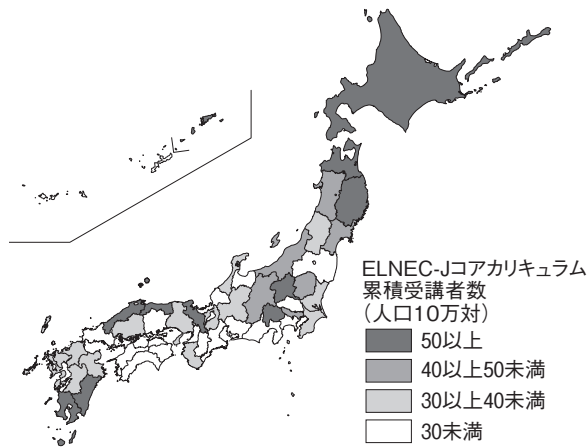 ELNEC-Jコアカリキュラム
累積受講者数
(人口10万対)
50以上
40以上50未満
30以上40未満
30未満